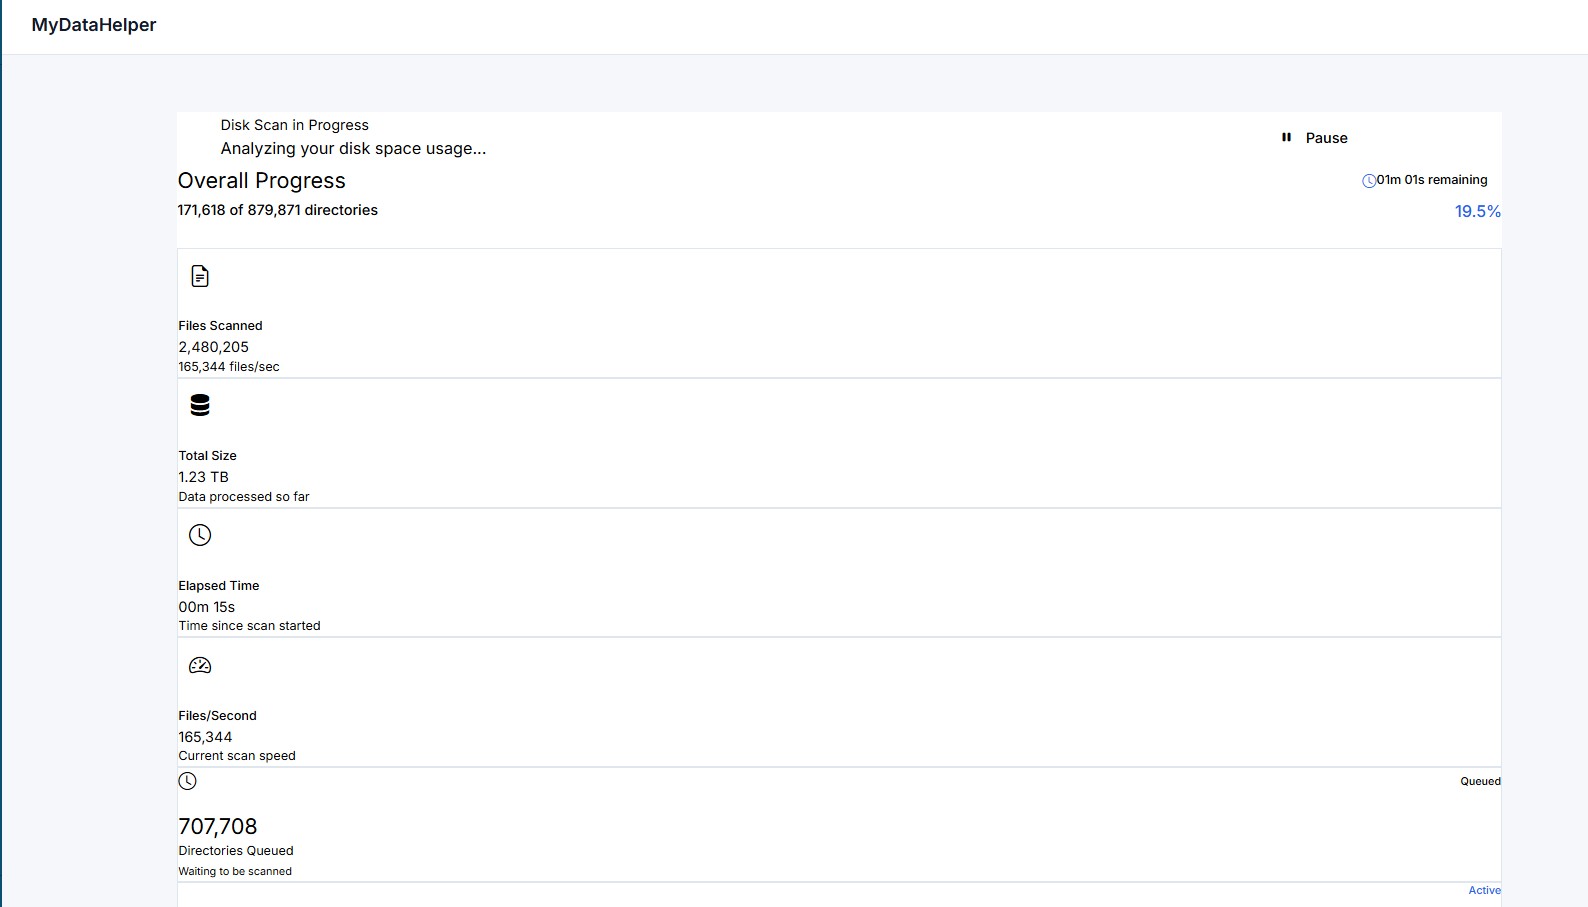 MyDataHelper
Disk Scan in Progress
Analyzing your disk space usage...
Pause
Overall Progress
01m 01s remaining
171,618 of 879,871 directories
19.5%
Files Scanned
2,480,205
165,344 files/sec
Total Size
1.23 TB
Data processed so far
Elapsed Time
00m 15s
Time since scan started
Files/Second
165,344
Current scan speed
Queued
707,708
Directories Queued
Waiting to be scanned
Active